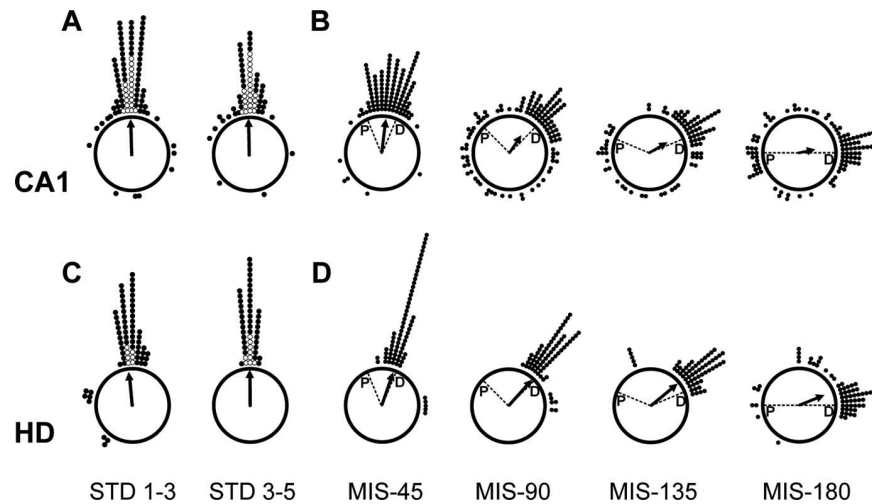 A B
P D P D P D P D
CA1
C D
P D P D P D P D
HD
STD 1-3 STD 3-5 MIS-45 MIS-90 MIS-135 MIS-180